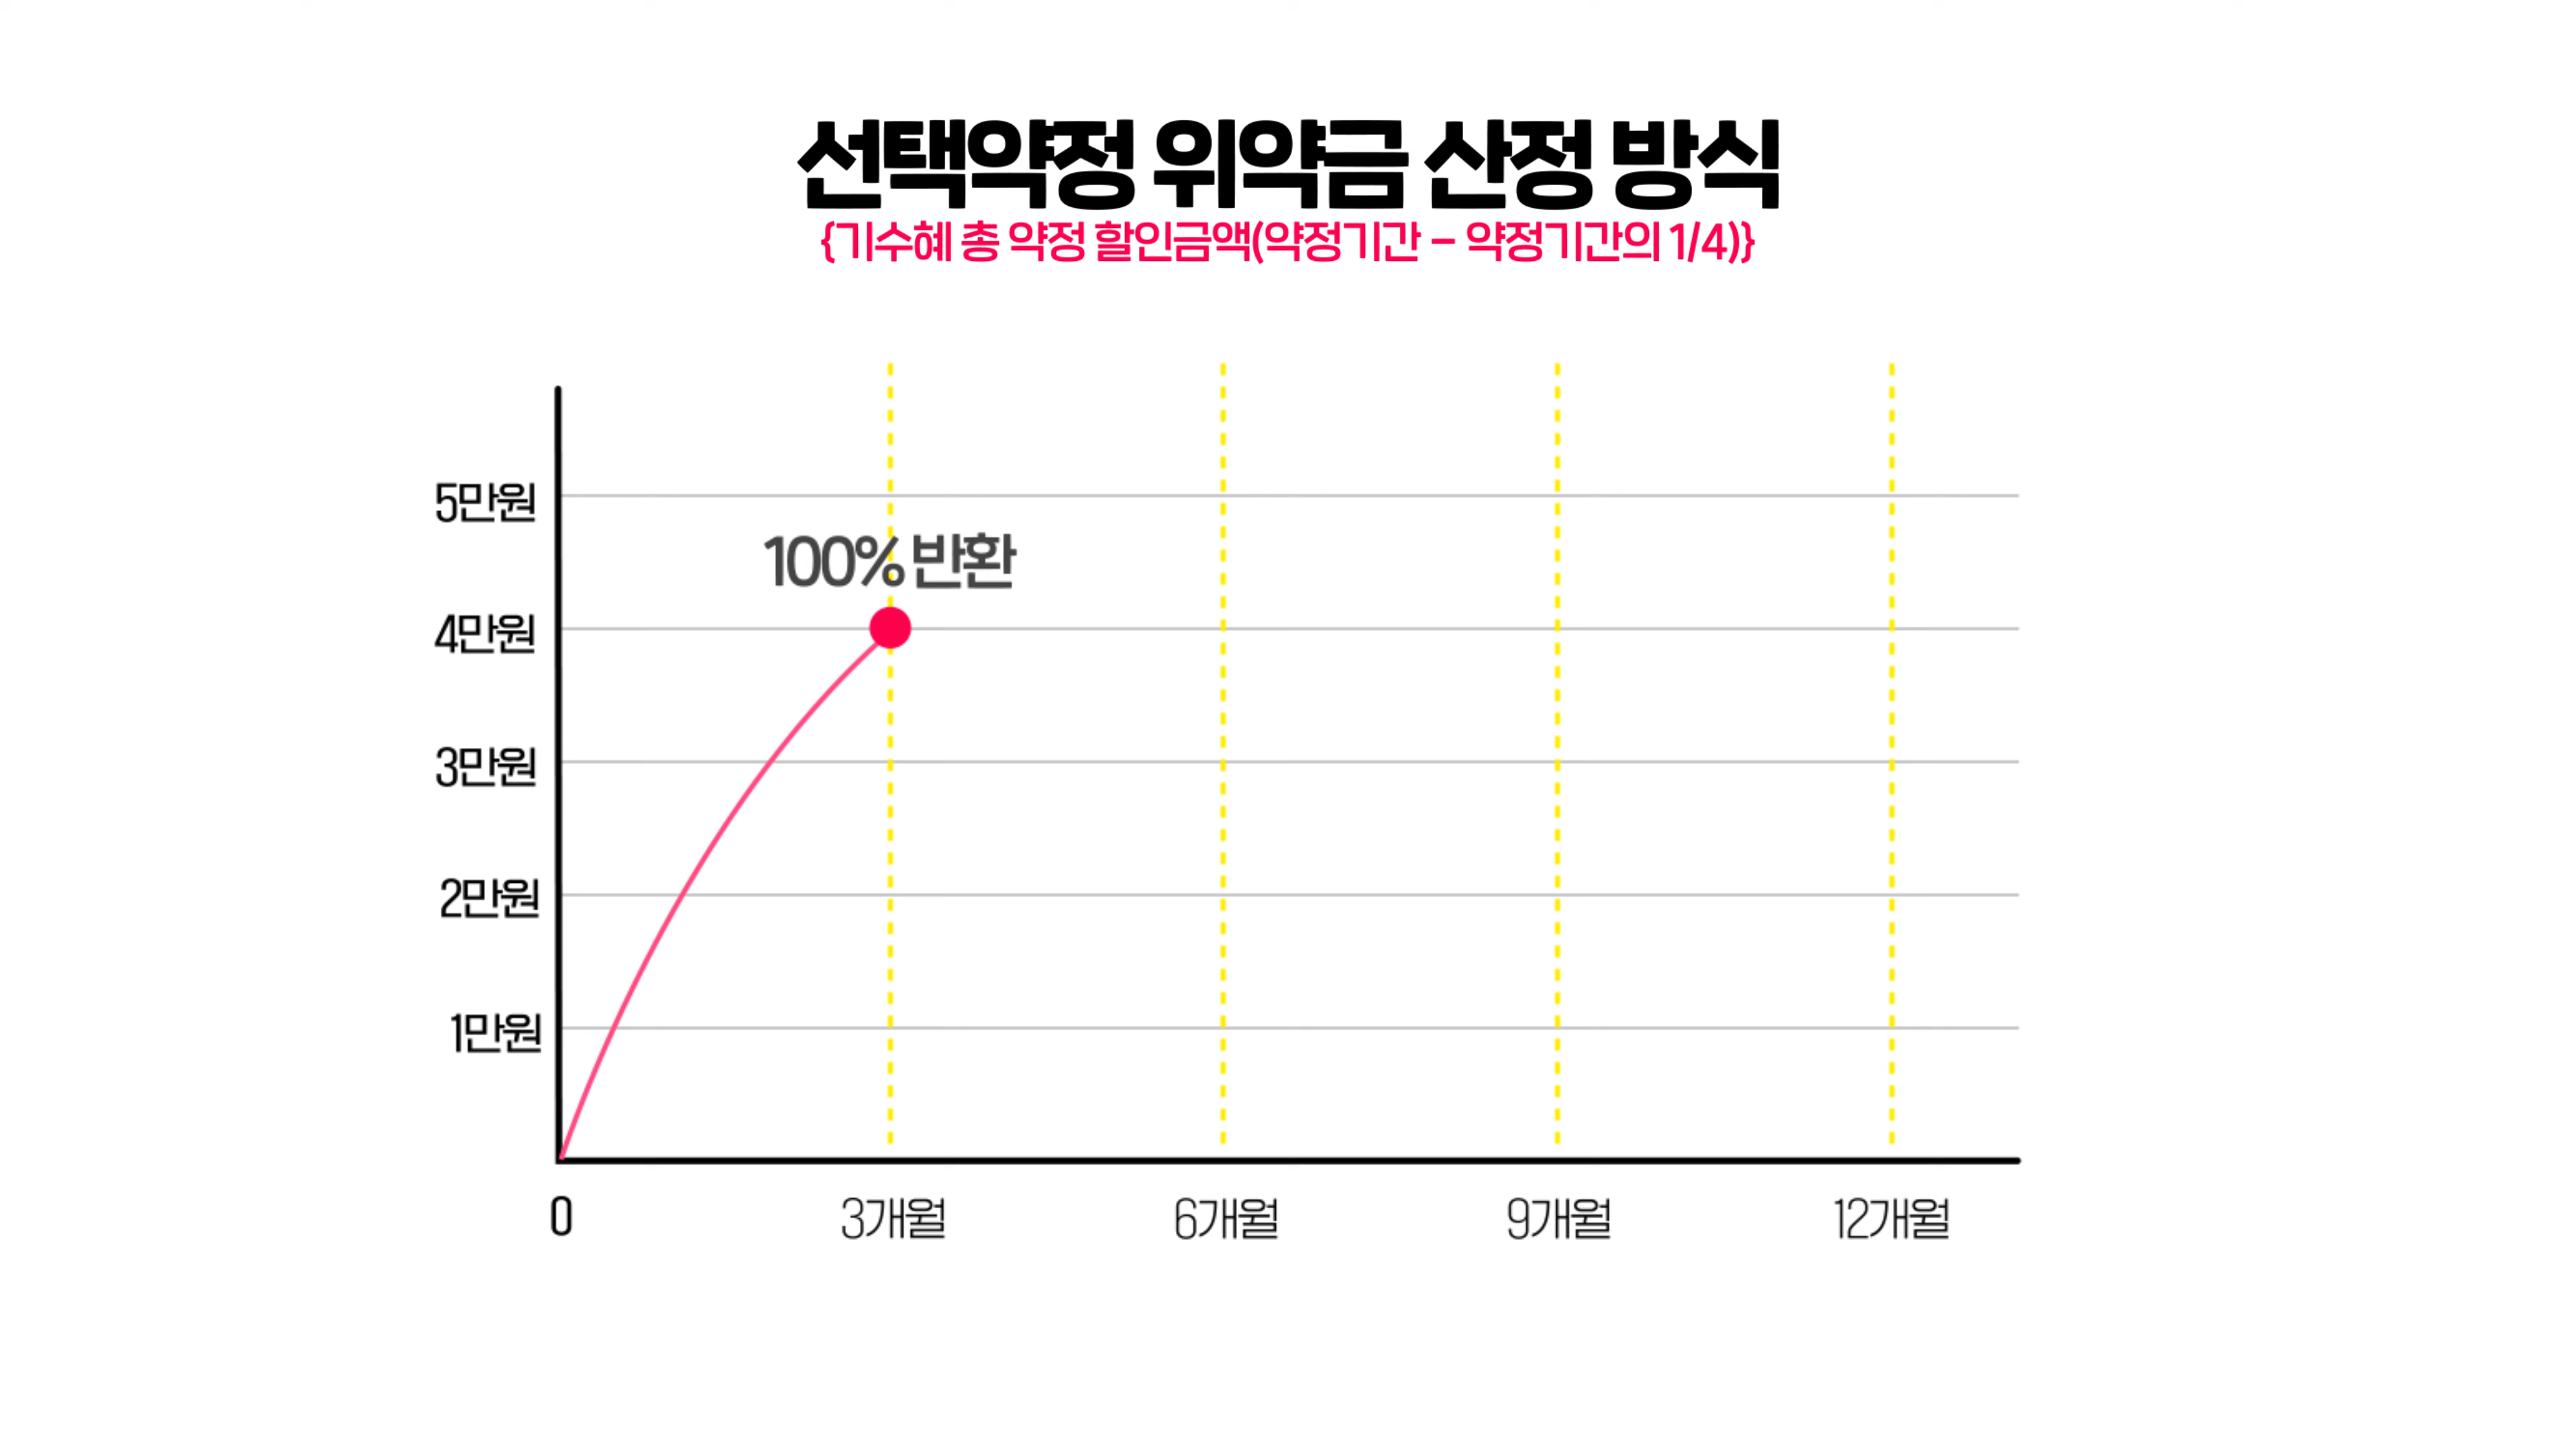 선택약정 위약금 산정 방식
{기수혜 총 약정 할인금액(약정기간 - 약정기간의 1/4)}
5만원
100% 반환
4만원
3만원
2만원
1만원
0
3개월
6개월
9개월
12개월